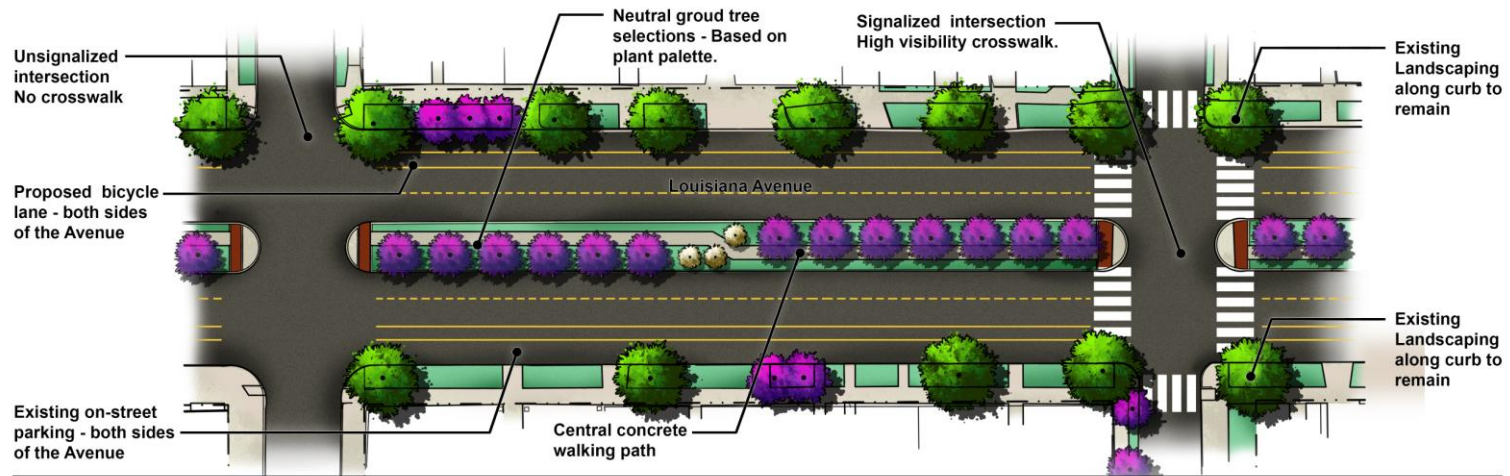 Unsignalized
intersection
No crosswalk
Neutral groud tree
selections - Based on
plant palette.
Signalized intersection
High visibility crosswalk.
Existing
Landscaping
along curb to
remain
Proposed bicycle
lane - both sides
of the Avenue
Louisiana Avenue
Existing on-street
parking - both sides
of the Avenue
Central concrete
walking path
Existing
Landscaping
along curb to
remain